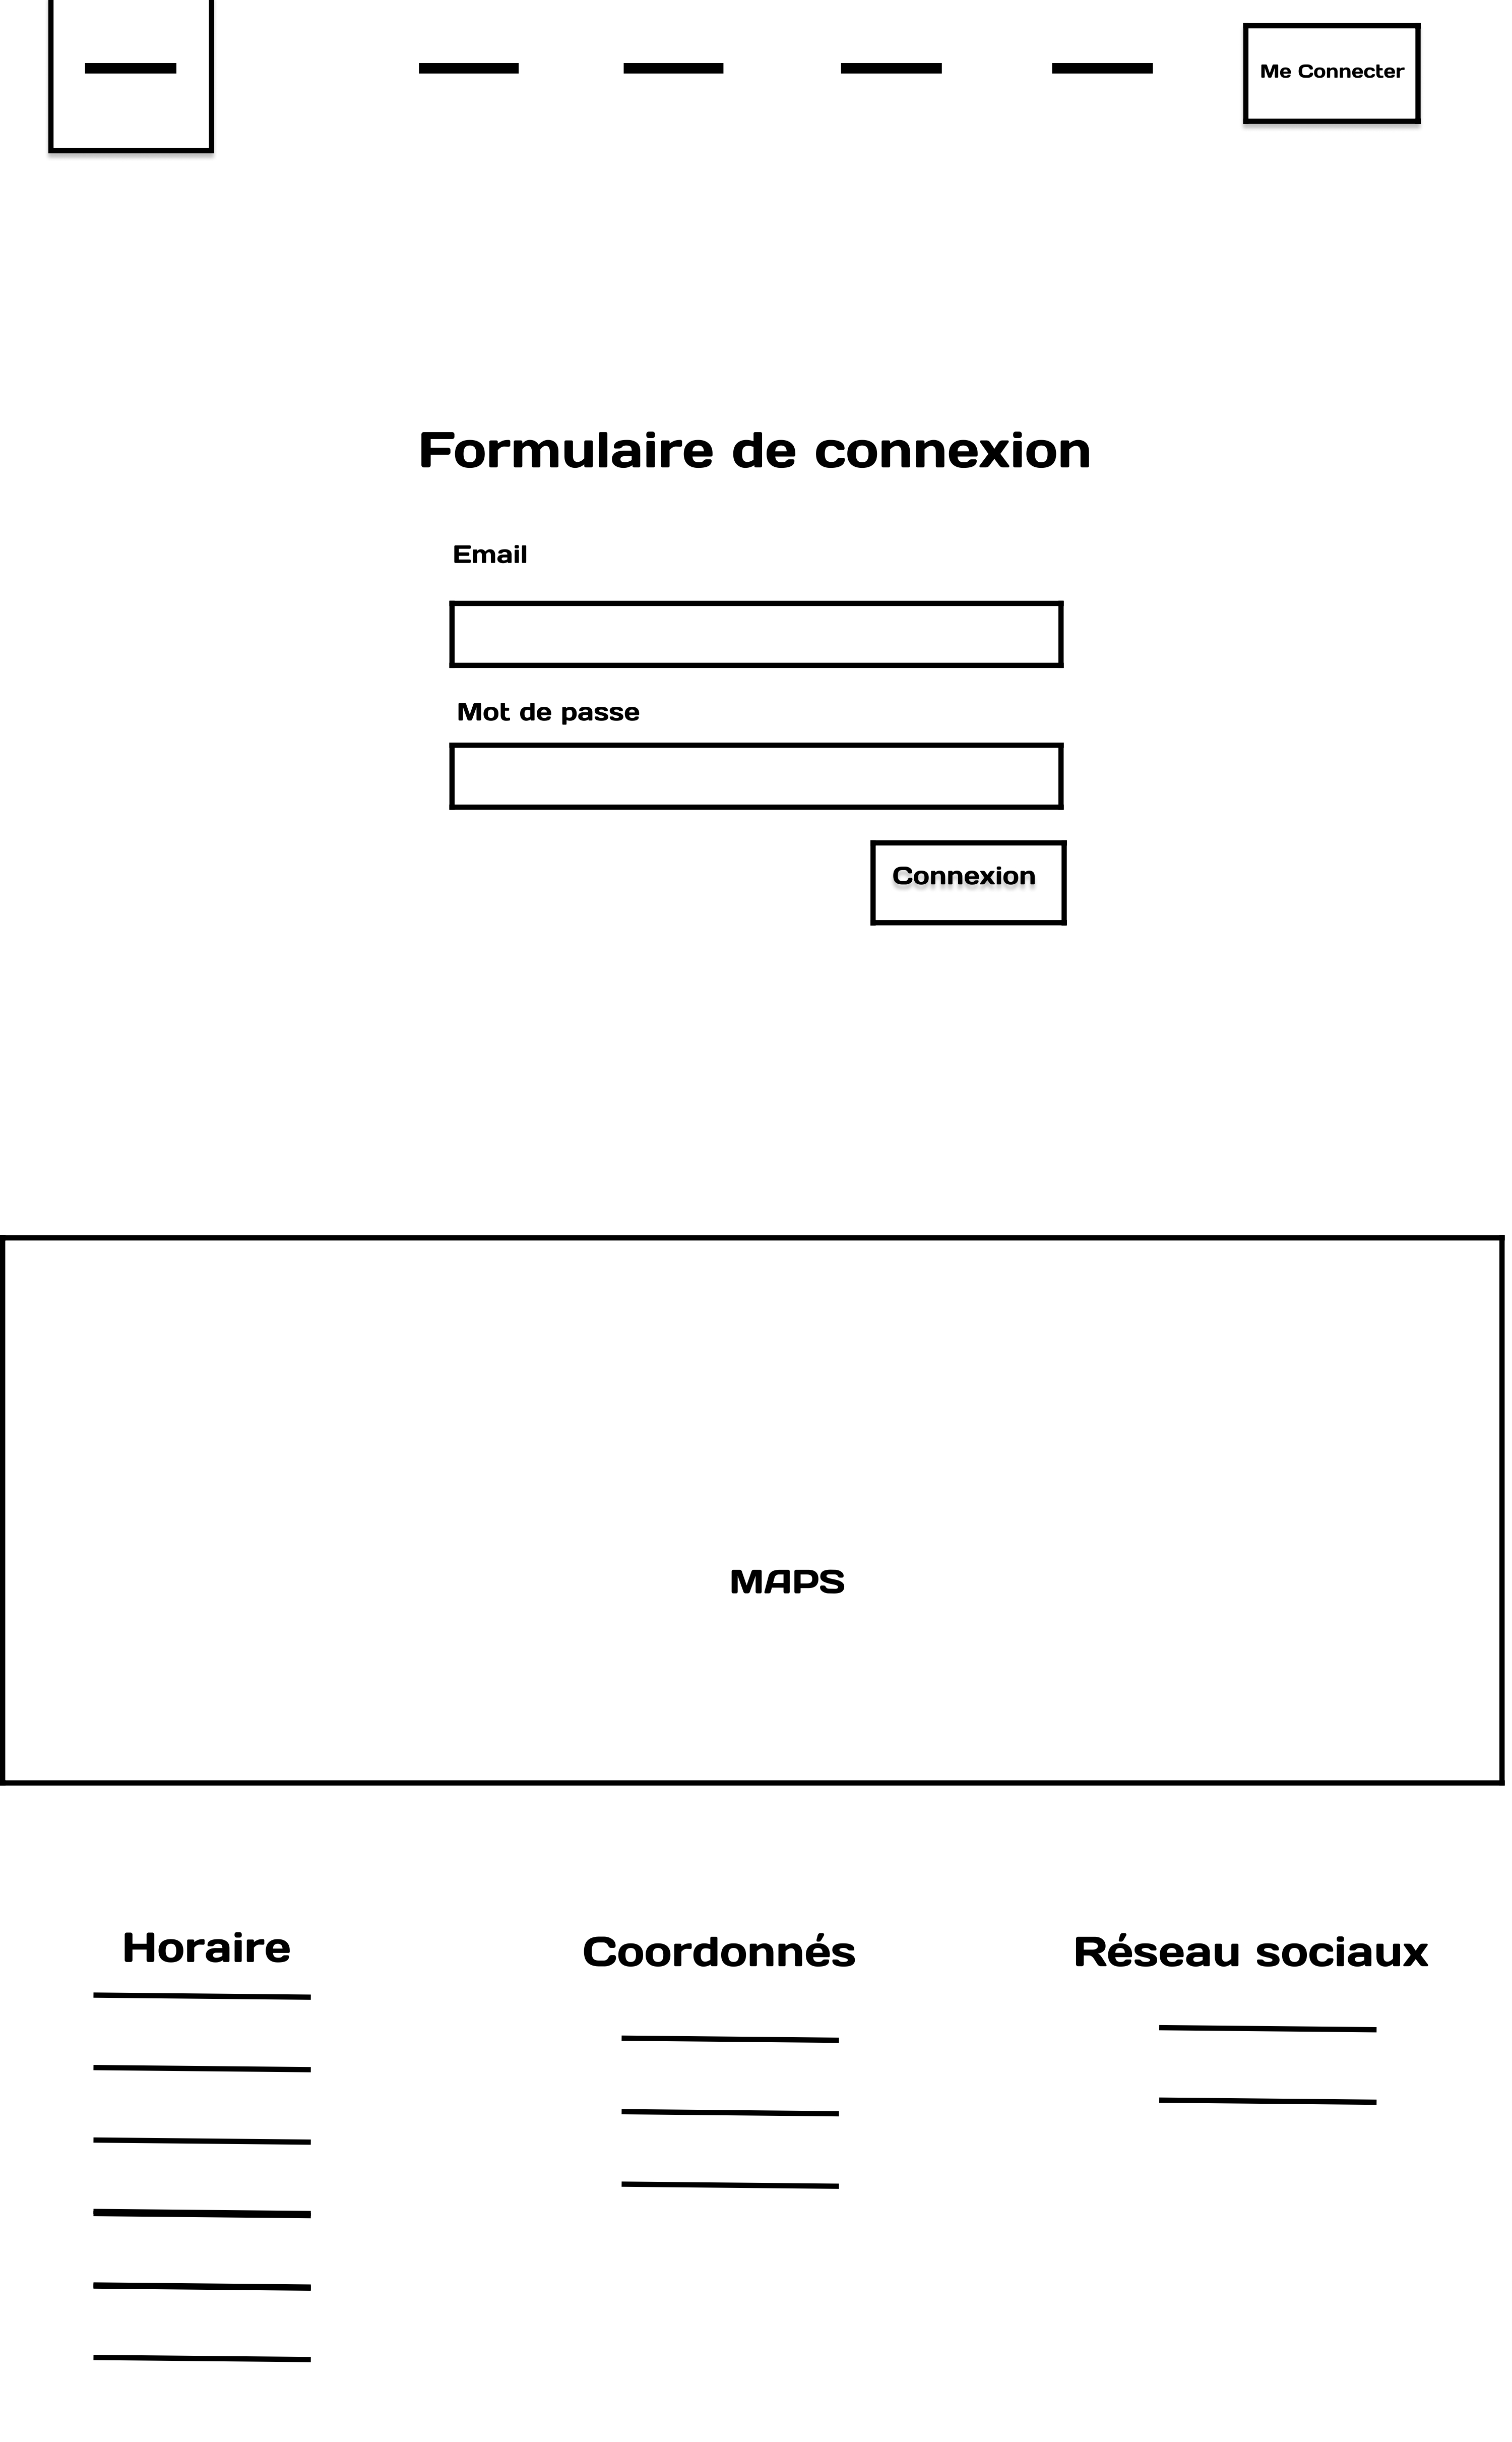 Me Connecter
Formulaire de connexion
Email
Mot de passe
Connexion
MAPS
Horaire
Coordonnés
Réseau sociaux